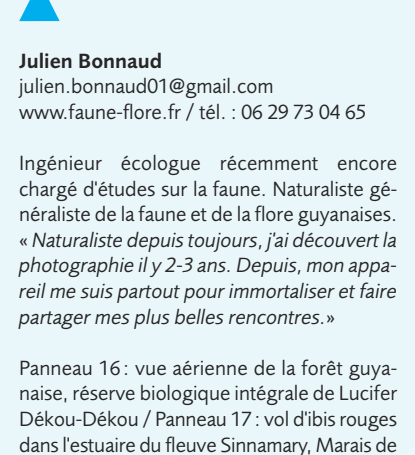 Julien Bonnaud
julien.bonnaud01@gmail.com
www.faune-flore.fr / tél. : 06 29 73 04 65
Ingénieur écologue récemment encore
chargé d'études sur la faune. Naturaliste gé-
néraliste de la faune et de la flore guyanaises.
« Naturaliste depuis toujours, j'ai découvert la
photographie il y 2-3 ans. Depuis, mon appa-
reil me suis partout pour immortaliser et faire
partager mes plus belles rencontres.»
Panneau 16 : vue aérienne de la forêt guya-
naise, réserve biologique intégrale de Lucifer
Dékou-Dékou / Panneau 17 : vol d'ibis rouges
dans l'estuaire du fleuve Sinnamary, Marais de